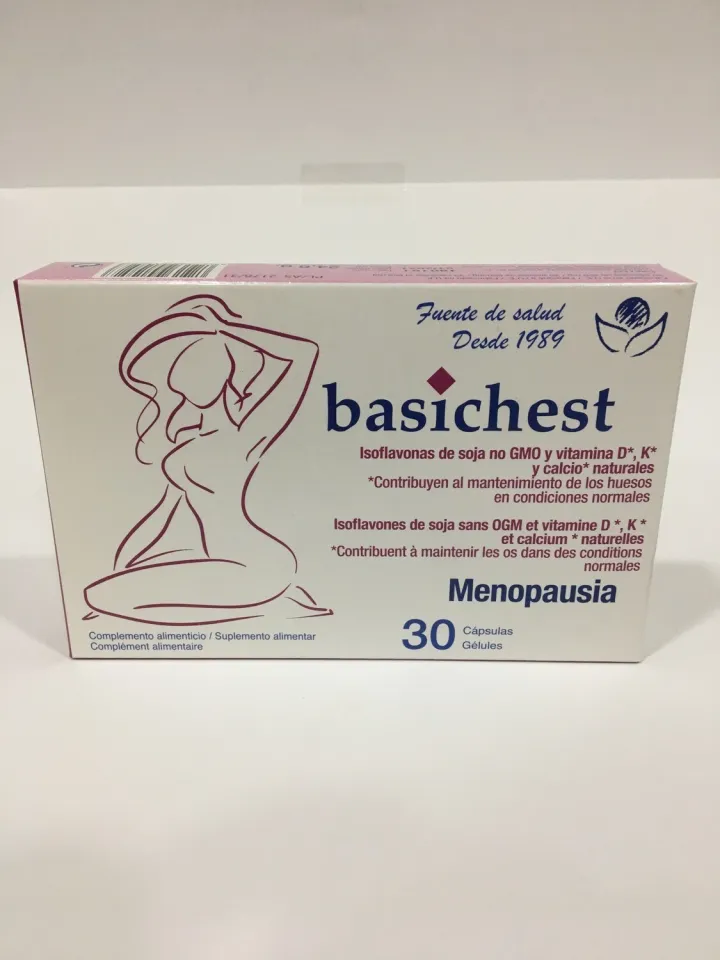 Fuente de salud
Desde 1989
basichest
Isoflavonas de soja no GMO y vitamina D*, K*
y calcio* naturales
*Contribuyen al mantenimiento de los huesos
en condiciones normales
Isoflavones de soja sans OGM et vitamine D *, K *
et calcium * naturelles
*Contribuent à maintenir les os dans des conditions
normales
Menopausia
Complemento alimenticio / Suplemento alimentar
Complément alimentaire
30 Cápsulas
Gélules